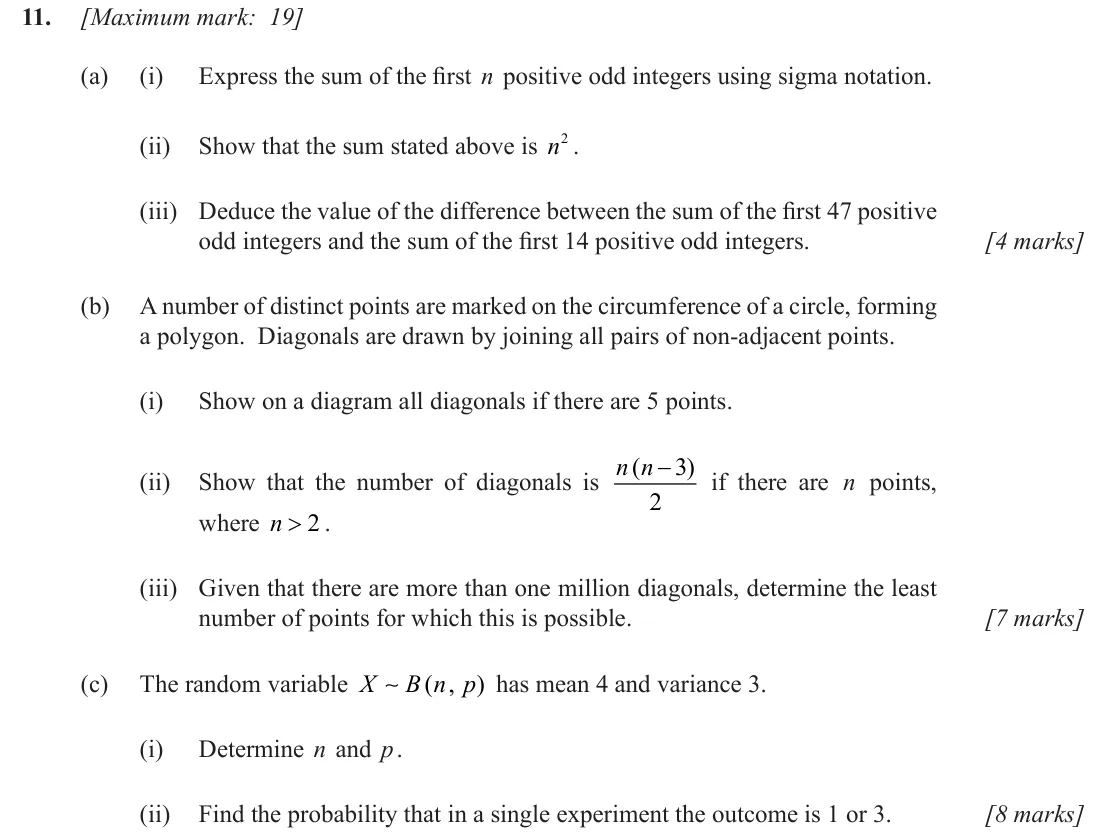 11. [Maximum mark: 19]
(a) (i) Express the sum of the first n positive odd integers using sigma notation.
(ii) Show that the sum stated above is n².
(iii) Deduce the value of the difference between the sum of the first 47 positive
odd integers and the sum of the first 14 positive odd integers. [4 marks]
(b) A number of distinct points are marked on the circumference of a circle, forming
a polygon. Diagonals are drawn by joining all pairs of non-adjacent points.
(i) Show on a diagram all diagonals if there are 5 points.
(ii) Show that the number of diagonals is n(n−3)/2 if there are n points,
where n > 2.
(iii) Given that there are more than one million diagonals, determine the least
number of points for which this is possible. [7 marks]
(c) The random variable X ~ B(n, p) has mean 4 and variance 3.
(i) Determine n and p.
(ii) Find the probability that in a single experiment the outcome is 1 or 3. [8 marks]